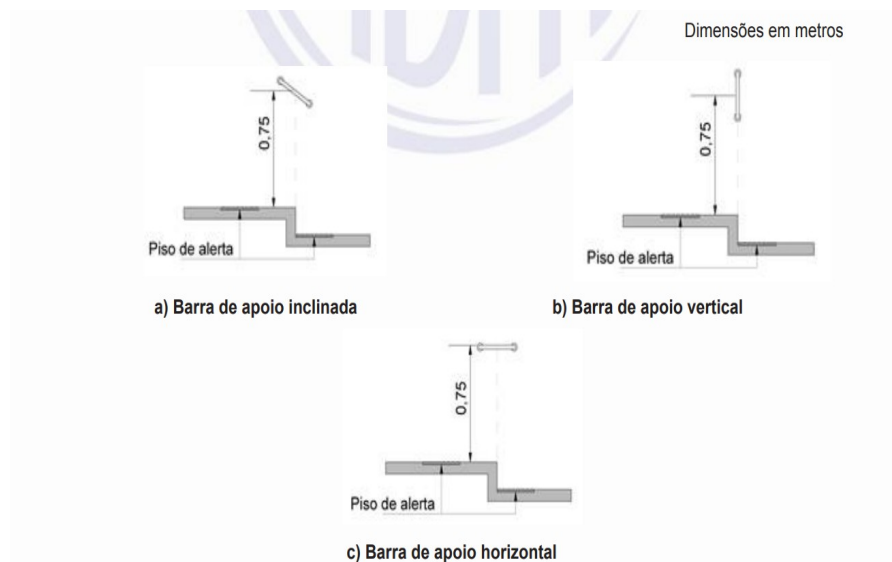 Dimensões em metros
0,75
Piso de alerta
a) Barra de apoio inclinada
0,75
Piso de alerta
b) Barra de apoio vertical
0,75
Piso de alerta
c) Barra de apoio horizontal